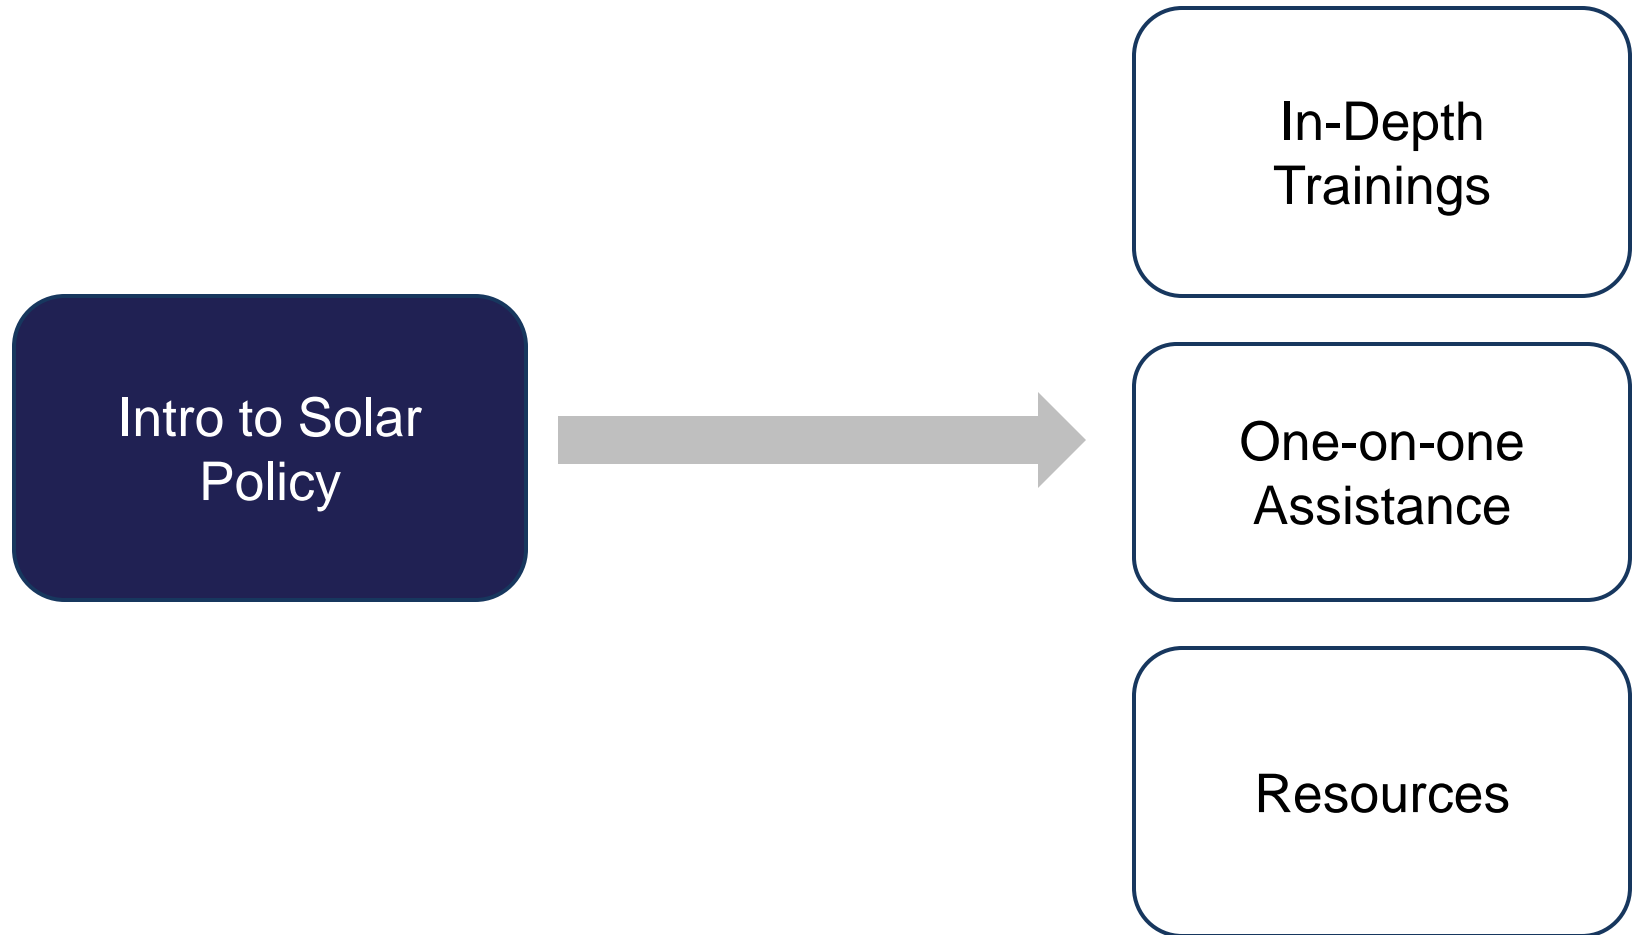 Intro to Solar
Policy
In-Depth
Trainings
One-on-one
Assistance
Resources